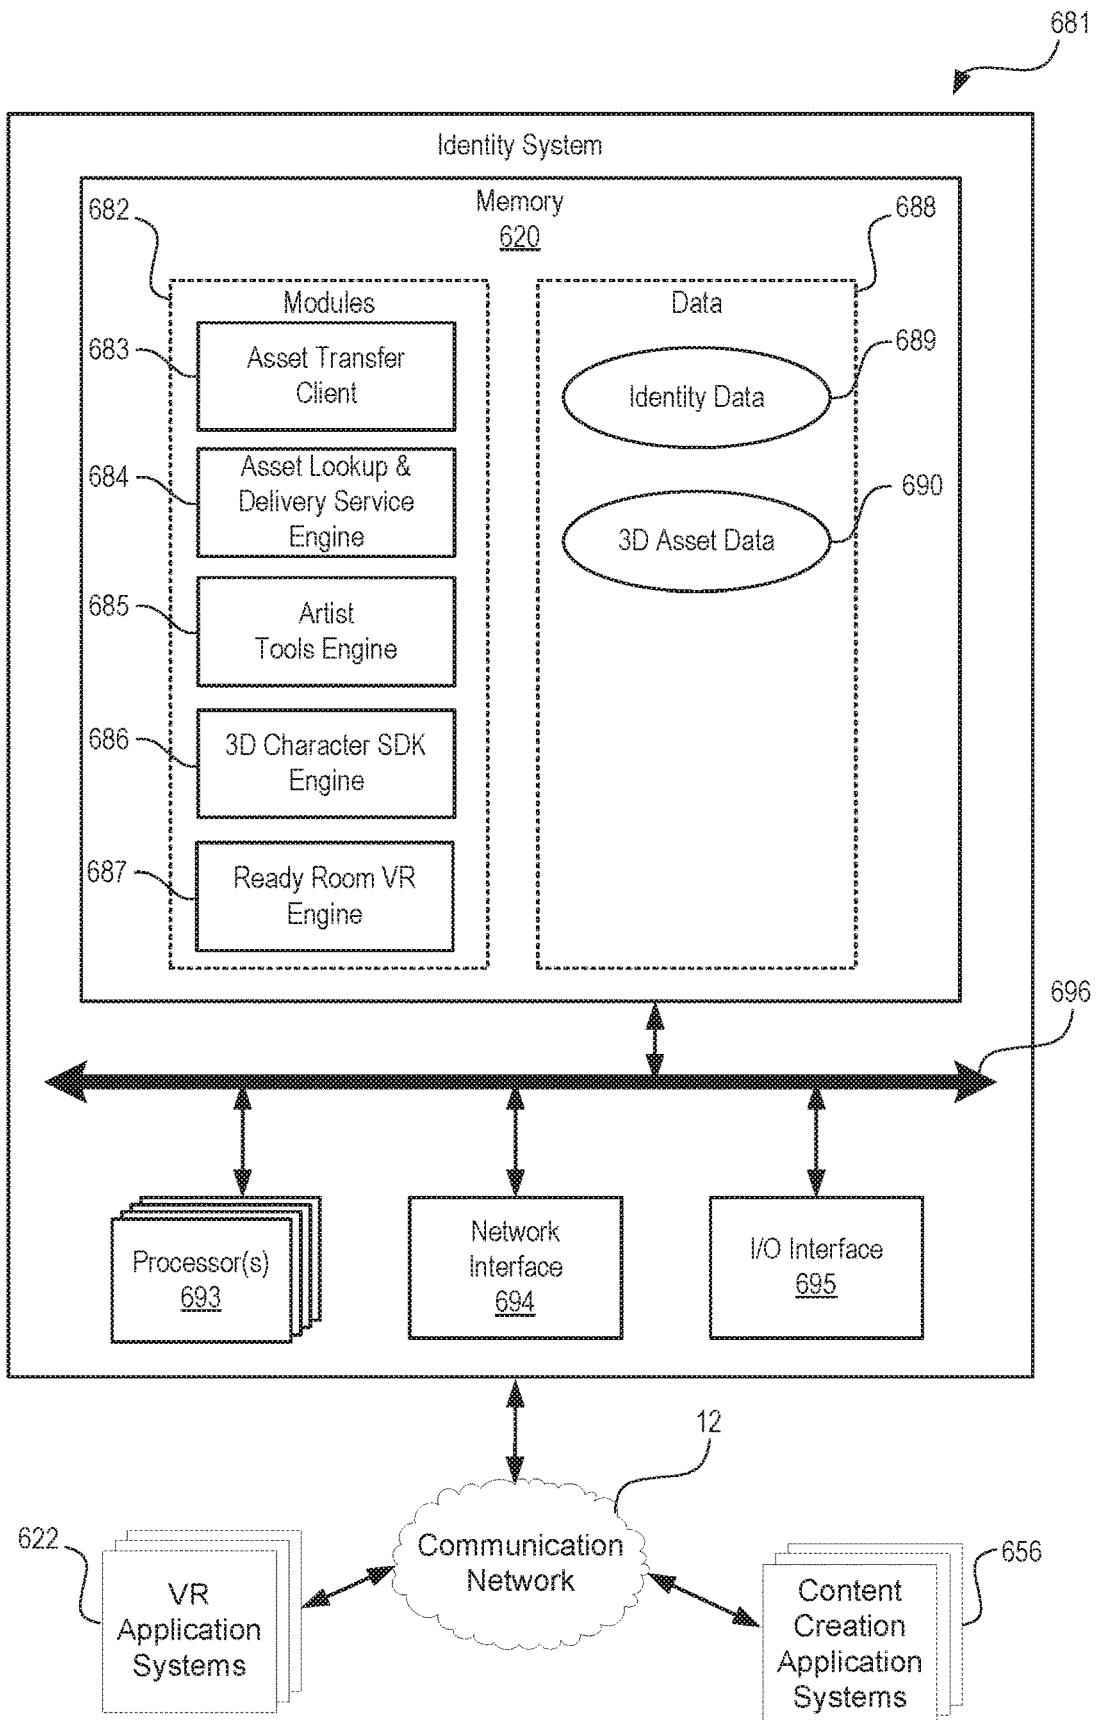 681
Identity System
Memory
620
682
688
Modules
Data
683
Asset Transfer
Client
689
Identity Data
684
Asset Lookup &
Delivery Service
Engine
690
3D Asset Data
685
Artist
Tools Engine
686
3D Character SDK
Engine
687
Ready Room VR
Engine
696
Processor(s)
693
Network
Interface
694
I/O Interface
695
12
Communication
Network
622
VR
Application
Systems
656
Content
Creation
Application
Systems